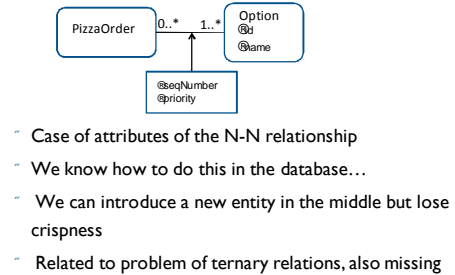 PizzaOrder 0..* 1..* Option
®id
®name
®seqNumber
®priority
Case of attributes of the N-N relationship
We know how to do this in the database...
We can introduce a new entity in the middle but lose
crispness
Related to problem of ternary relations, also missing